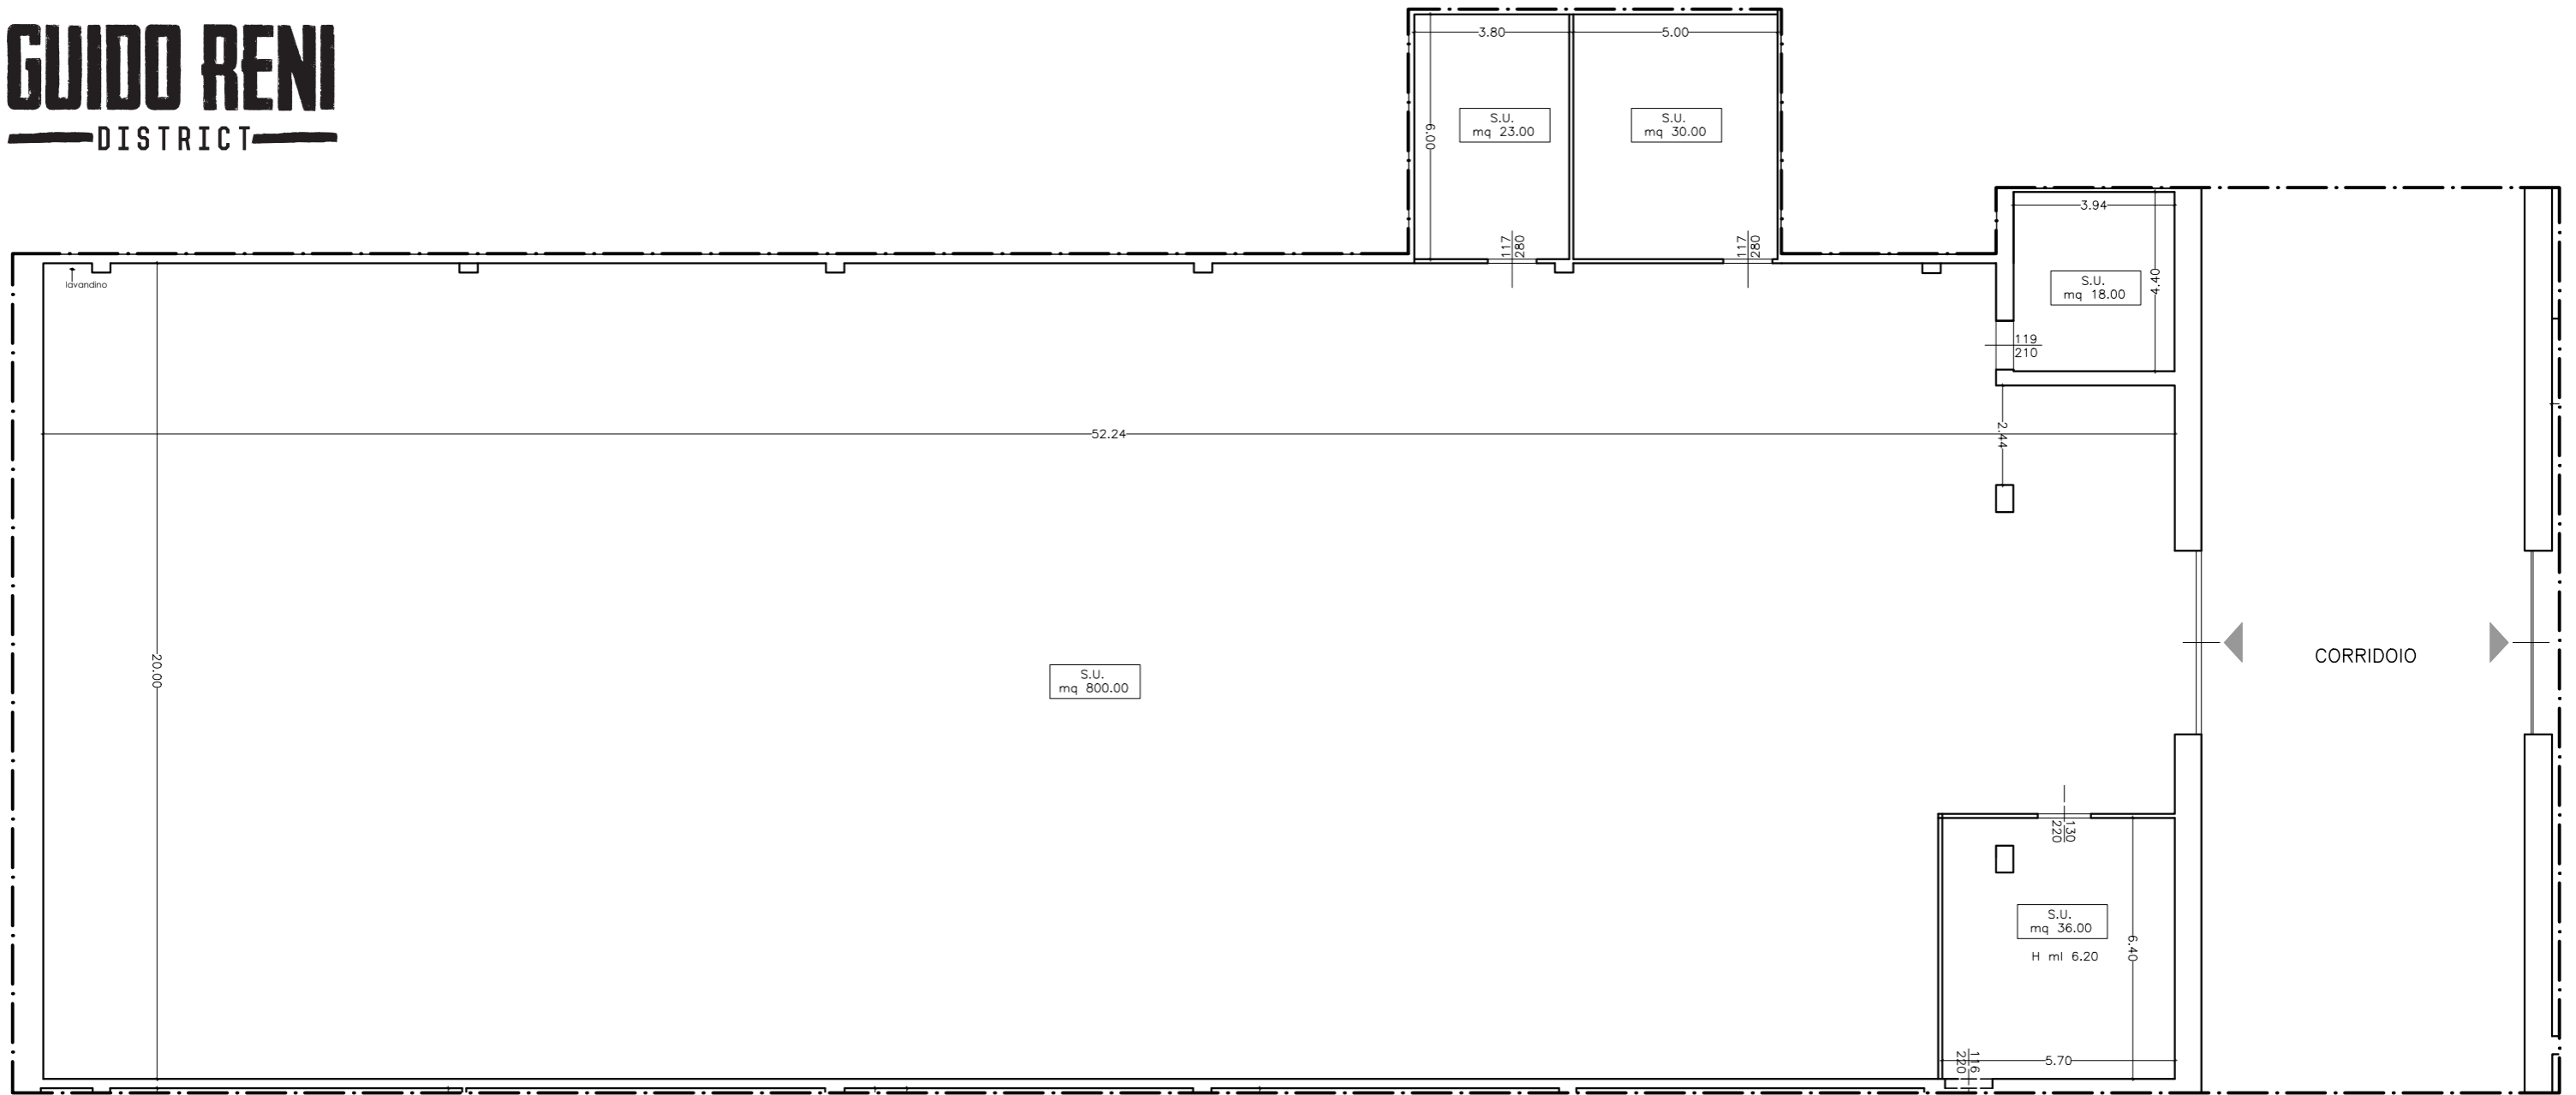 GUIDO RENI
DISTRICT
3.80
5.00
6.00
S.U.
mq 23.00
S.U.
mq 30.00
117
280
117
280
3.94
S.U.
mq 18.00
4.40
119
210
lavandino
52.24
2.44
20.00
S.U.
mq 800.00
CORRIDOIO
130
220
S.U.
mq 36.00
H ml 6.20
6.40
5.70
116
220